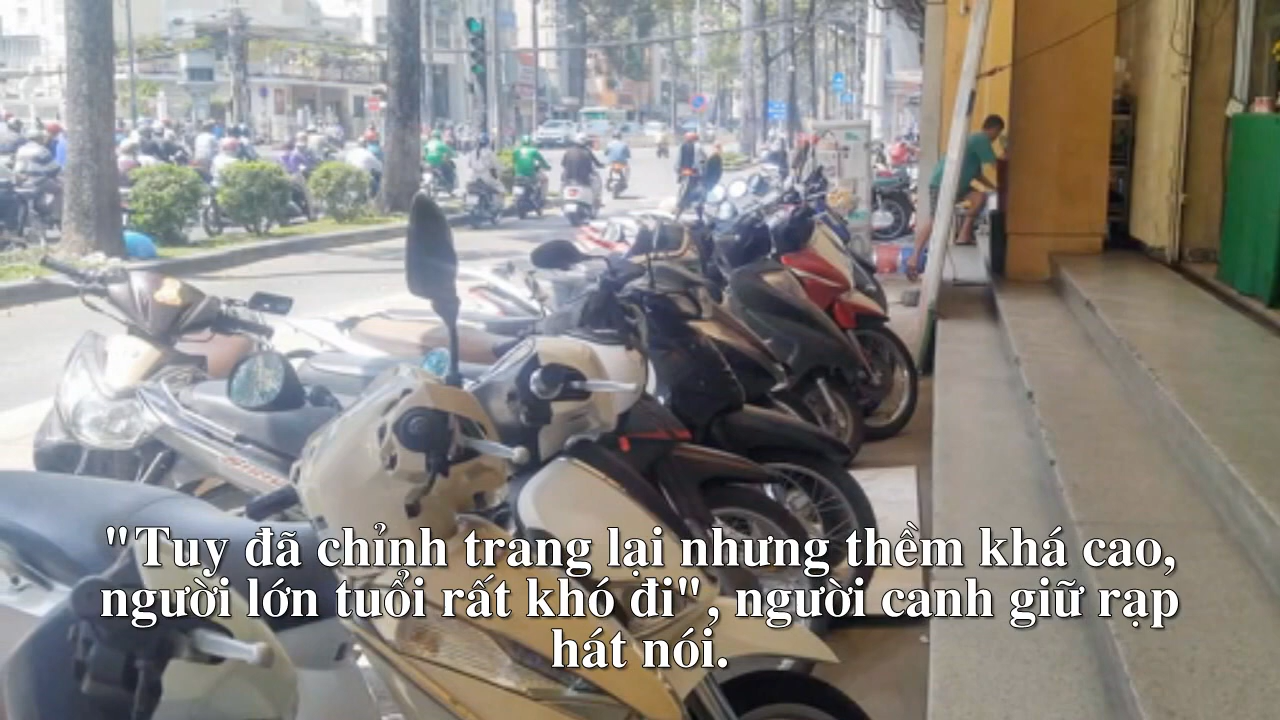 "Tuy đã chỉnh trang lại nhưng thềm khá cao,
người lớn tuổi rất khó đi", người canh giữ rạp
hát nói.